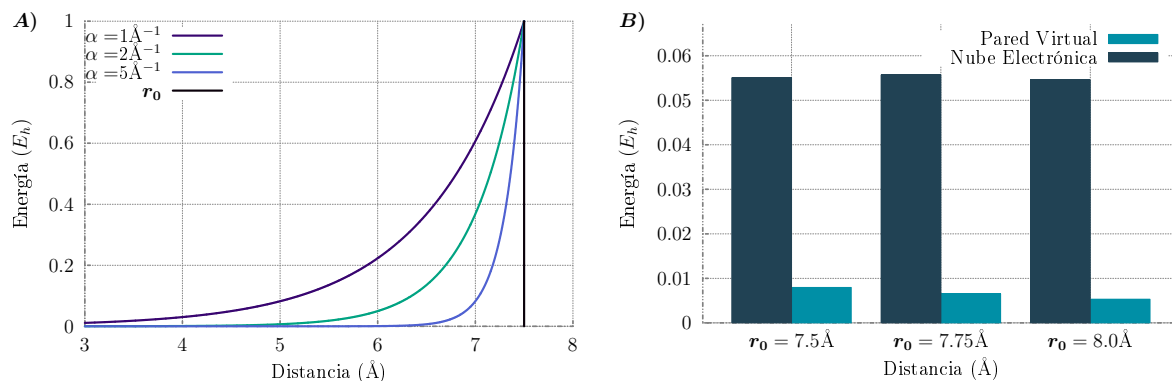 A)
Energía (E_h)
1
0.8
0.6
0.4
0.2
0
α = 1Å⁻¹
α = 2Å⁻¹
α = 5Å⁻¹
r₀
3 4 5 6 7 8
Distancia (Å)
B)
Energía (E_h)
0.06
0.05
0.04
0.03
0.02
0.01
0
Pared Virtual
Nube Electrónica
r₀ = 7.5Å r₀ = 7.75Å r₀ = 8.0Å
Distancia (Å)